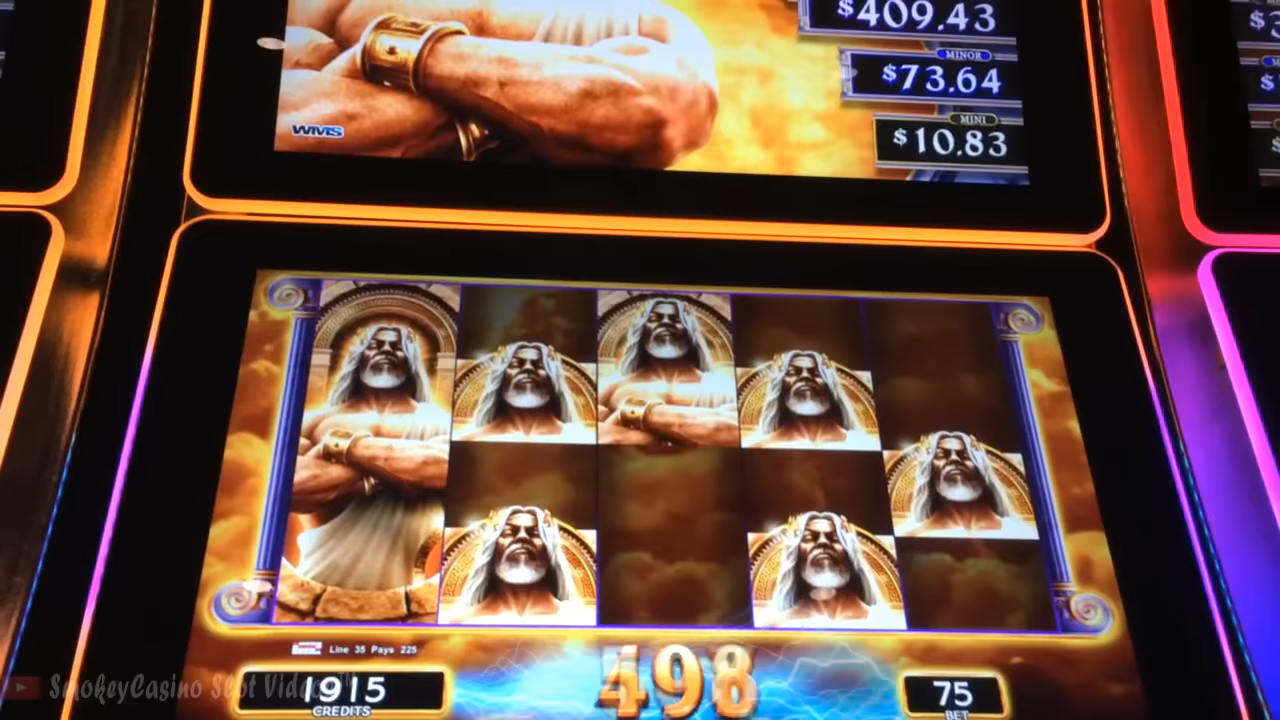 $409.43
MINOR
$73.64
WMS
MINI
$10.83
Line 35 Pays 225
SmokeyCasino Slot Videos
1915
CREDITS
498
75
BET